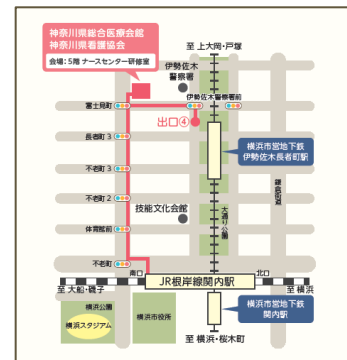 神奈川県総合医療会館
神奈川県看護協会
会場：5階 ナースセンター研修室
至 上大岡・戸塚
伊勢佐木
警察署
富士見町
伊勢佐木警察署前
出口④
長者町 3
横浜市営地下鉄
伊勢佐木長者町駅
不老町 3
鎌倉街道
不老町 2
技能文化会館
大通り公園
体育館前
不老町
南口
北口
JR根岸線関内駅
至 大船・磯子
至 横浜
横浜公園
横浜スタジアム
横浜市役所
横浜市営地下鉄
関内駅
至 横浜・桜木町